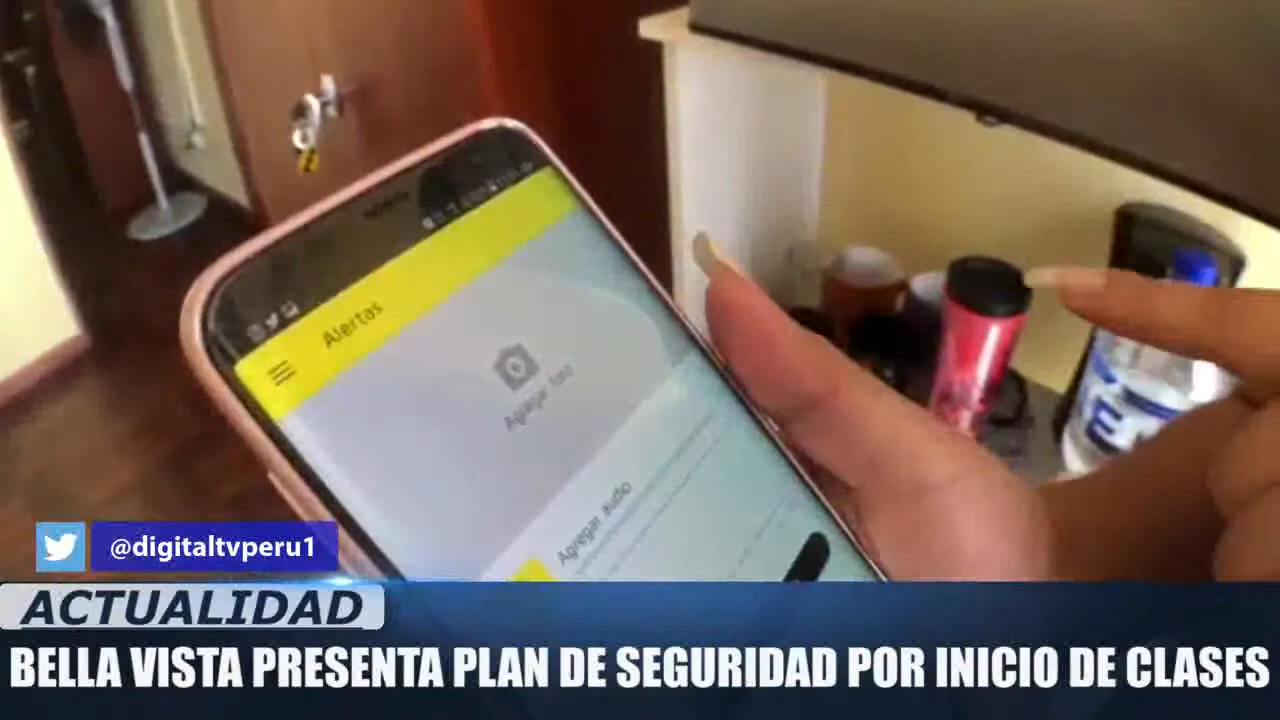 Alertas
Agregar foto
Agregar audio
@digitaltvperu1
ACTUALIDAD
BELLA VISTA PRESENTA PLAN DE SEGURIDAD POR INICIO DE CLASES